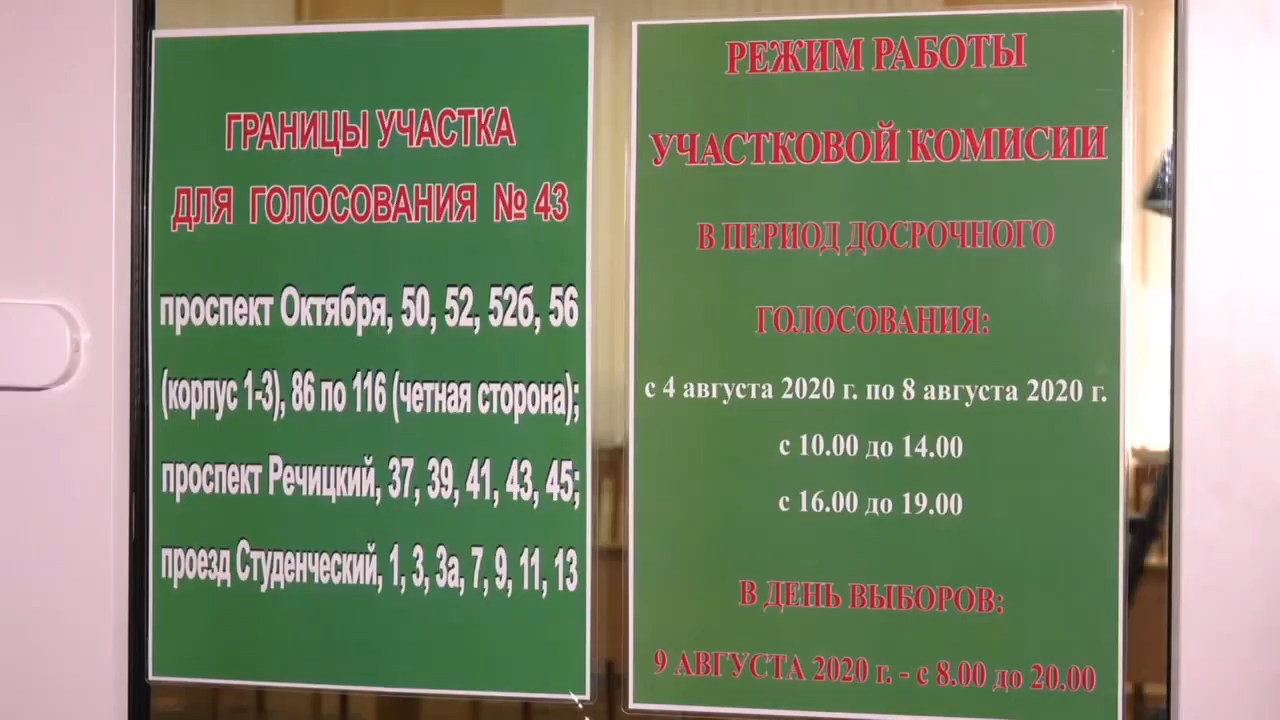 ГРАНИЦЫ УЧАСТКА
ДЛЯ ГОЛОСОВАНИЯ № 43
проспект Октября, 50, 52, 52б, 56
(корпус 1-3), 86 по 116 (четная сторона);
проспект Речицкий, 37, 39, 41, 43, 45;
проезд Студенческий, 1, 3, 3а, 7, 9, 11, 13
РЕЖИМ РАБОТЫ
УЧАСТКОВОЙ КОМИСИИ
В ПЕРИОД ДОСРОЧНОГО
ГОЛОСОВАНИЯ:
с 4 августа 2020 г. по 8 августа 2020 г.
с 10.00 до 14.00
с 16.00 до 19.00
В ДЕНЬ ВЫБОРОВ:
9 АВГУСТА 2020 г. - с 8.00 до 20.00